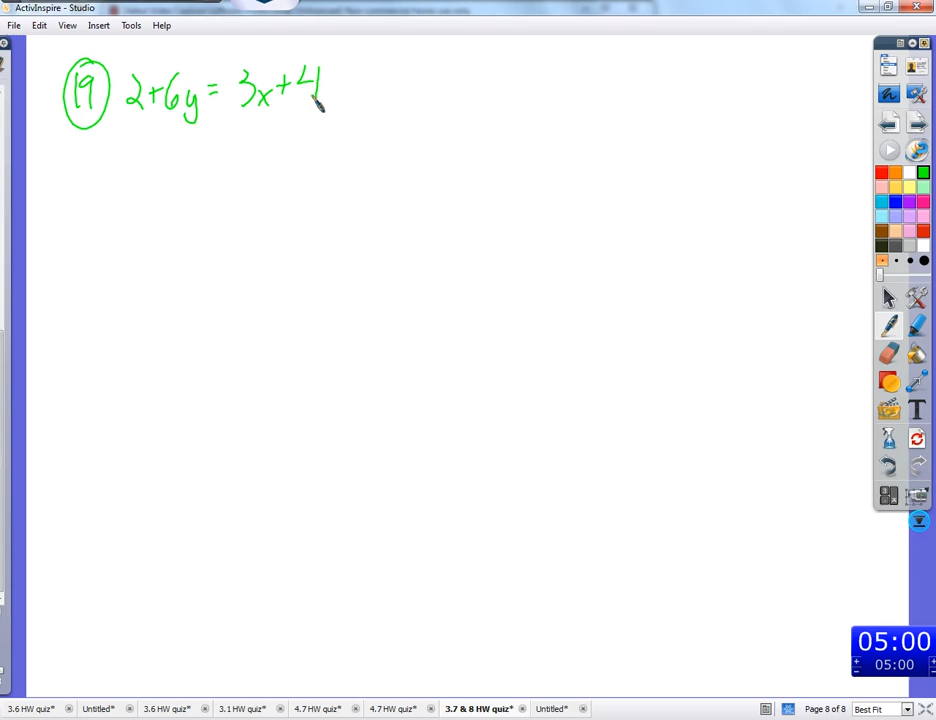 ActivInspire - Studio
File Edit View Insert Tools Help
19 2+6y = 3x+4
05:00
05:00
3.6 HW quiz* Untitled* 3.6 HW quiz* 3.1 HW quiz* 4.7 HW quiz* 4.7 HW quiz* 3.7 & 8 HW quiz* Untitled* Page 8 of 8 Best Fit